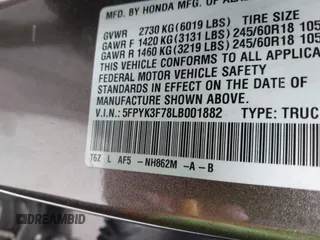 MFD. BY HONDA MFG. OF ALA
GVWR 2730 KG(6019 LBS) TIRE SIZE
GAWR F 1420 KG(3131 LBS) 245/60R18 105
GAWR R 1460 KG(3219 LBS) 245/60R18 105
THIS VEHICLE CONFORMS TO ALL APPLICABLE
FEDERAL MOTOR VEHICLE SAFETY
STANDARDS IN EFFECT ON THE DATE OF
MANUFACTURE SHOWN ABOVE.
V.I.N.: 5FPYK3F78LB001882 TYPE: TRUC
T6Z L AF5 -NH862M -A -B
DREAMBID